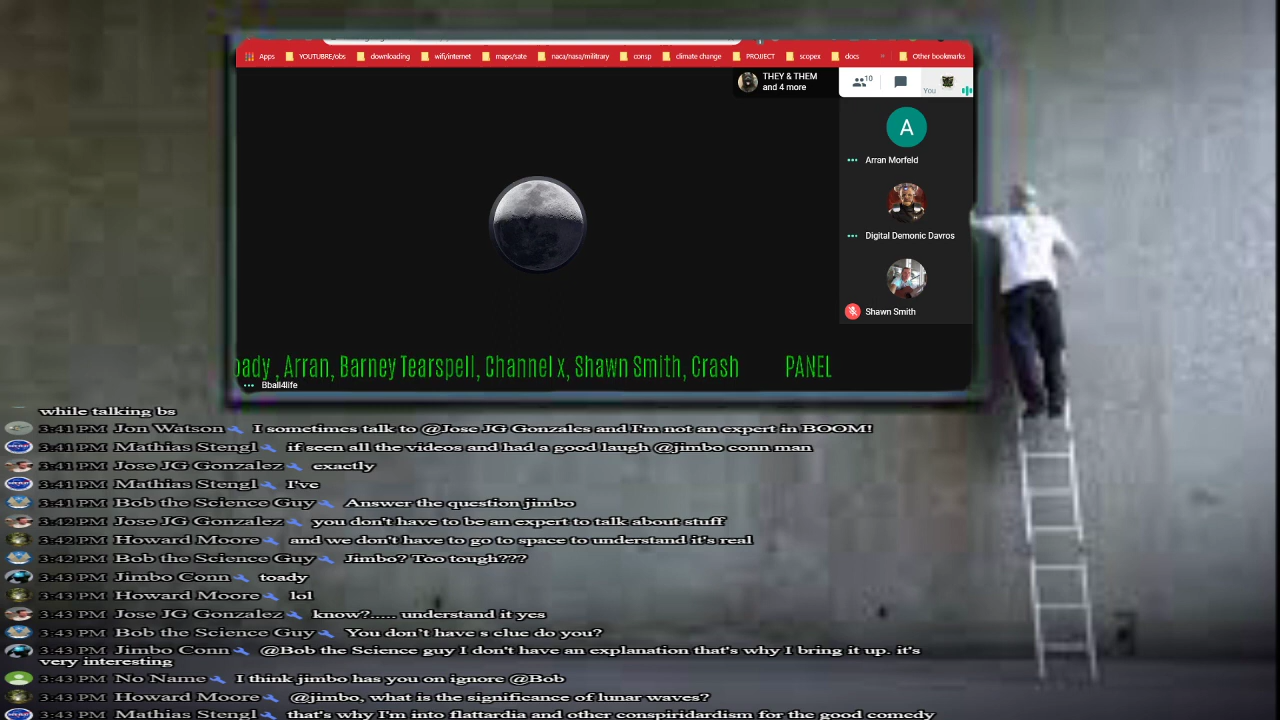 Apps YOUTUBRE/obs downloading wifi/internet maps/sate naca/nasa/military consp climate change PROJECT scopex docs Other bookmarks
THEY & THEM
and 4 more
10
You
A
Arran Morfeld
Digital Demonic Davros
Shawn Smith
oady , Arran, Barney Tearspell, Channel x, Shawn Smith, Crash PANEL
Bball4life
while talking bs
3:41 PM Jon Watson I sometimes talk to @Jose JG Gonzales and I'm not an expert in BOOM!
3:41 PM Mathias Stengl if seen all the videos and had a good laugh @jimbo conn man
3:41 PM Jose JG Gonzalez exactly
3:41 PM Mathias Stengl I've
3:41 PM Bob the Science Guy Answer the question jimbo
3:42 PM Jose JG Gonzalez you don't have to be an expert to talk about stuff
3:42 PM Howard Moore and we don't have to go to space to understand it's real
3:42 PM Bob the Science Guy Jimbo? Too tough???
3:43 PM Jimbo Conn toady
3:43 PM Howard Moore lol
3:43 PM Jose JG Gonzalez know?..... understand it yes
3:43 PM Bob the Science Guy You don't have s clue do you?
3:43 PM Jimbo Conn @Bob the Science guy I don't have an explanation that's why I bring it up. it's
very interesting
3:43 PM No Name I think jimbo has you on ignore @Bob
3:43 PM Howard Moore @jimbo, what is the significance of lunar waves?
3:43 PM Mathias Stengl that's why I'm into flattardia and other conspiridardism for the good comedy